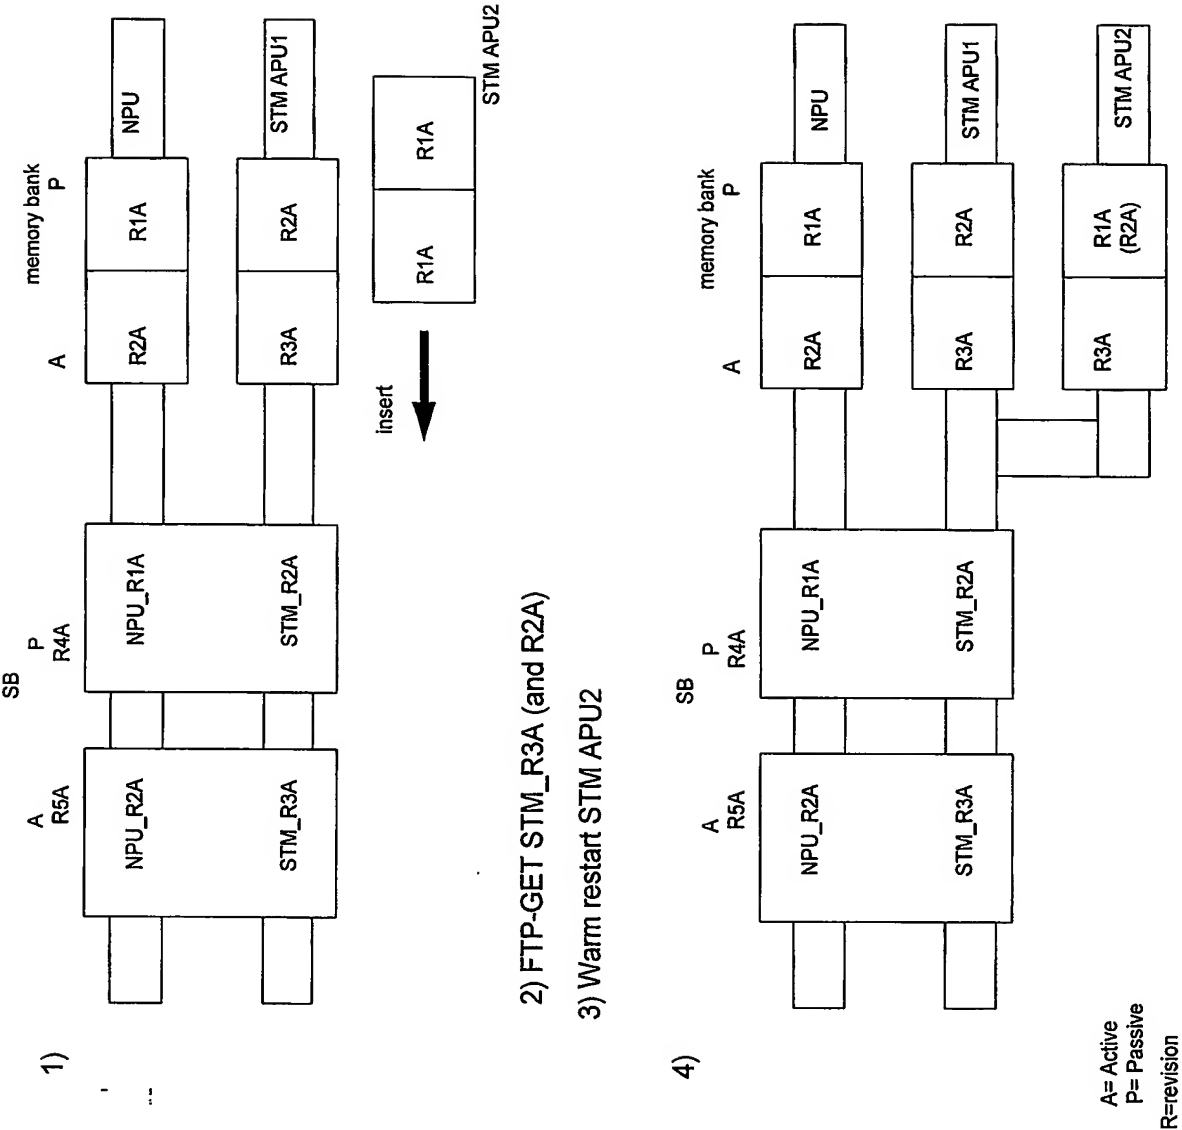 1)
SB
A
P
memory bank
R5A
R4A
A
P
NPU_R2A
NPU_R1A
R2A
R1A
NPU
STM_R3A
STM_R2A
R3A
R2A
STM APU1
insert
R1A
R1A
STM APU2
2) FTP-GET STM_R3A (and R2A)
3) Warm restart STM APU2
4)
SB
A
P
memory bank
R5A
R4A
A
P
NPU_R2A
NPU_R1A
R2A
R1A
NPU
STM_R3A
STM_R2A
R3A
R2A
STM APU1
R3A
R1A
(R2A)
STM APU2
A= Active
P= Passive
R=revision